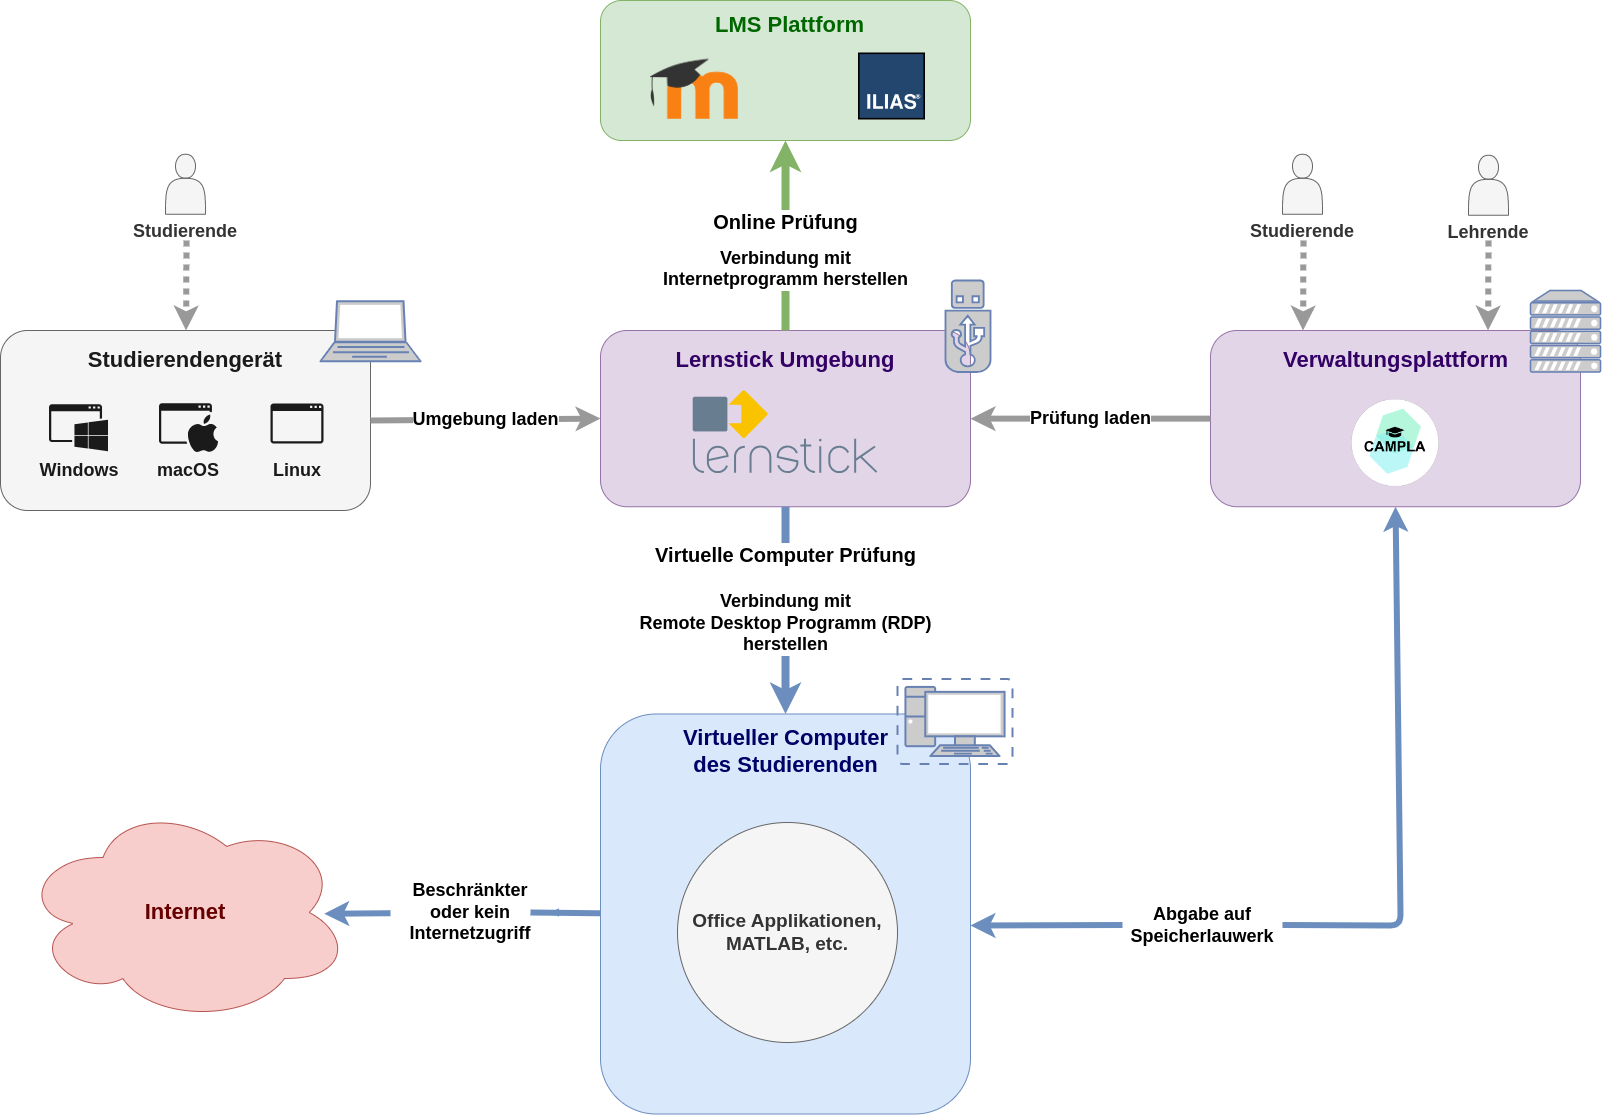 LMS Plattform
ILIAS®
Studierende
Studierende
Lehrende
Online Prüfung
Verbindung mit
Internetprogramm herstellen
Studierendengerät
Windows
macOS
Linux
Umgebung laden
Lernstick Umgebung
lernstick
Prüfung laden
Verwaltungsplattform
CAMPLA
Virtuelle Computer Prüfung
Verbindung mit
Remote Desktop Programm (RDP)
herstellen
Virtueller Computer
des Studierenden
Office Applikationen,
MATLAB, etc.
Beschränkter
oder kein
Internetzugriff
Internet
Abgabe auf
Speicherlauwerk